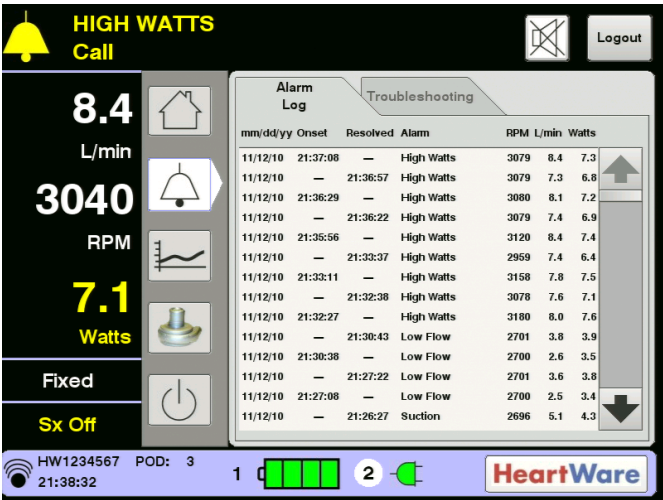 HIGH WATTS
Call
Logout
8.4
L/min
3040
RPM
7.1
Watts
Fixed
Sx Off
Alarm
Log
Troubleshooting
mm/dd/yy Onset Resolved Alarm RPM L/min Watts
11/12/10 21:37:08 — High Watts 3079 8.4 7.3
11/12/10 — 21:36:57 High Watts 3079 7.3 6.8
11/12/10 21:36:29 — High Watts 3080 8.1 7.2
11/12/10 — 21:36:22 High Watts 3079 7.4 6.9
11/12/10 21:35:56 — High Watts 3120 8.4 7.4
11/12/10 — 21:33:37 High Watts 2959 7.4 6.4
11/12/10 21:33:11 — High Watts 3158 7.8 7.5
11/12/10 — 21:32:38 High Watts 3078 7.6 7.1
11/12/10 21:32:27 — High Watts 3180 8.0 7.6
11/12/10 — 21:30:43 Low Flow 2701 3.8 3.9
11/12/10 21:30:38 — Low Flow 2700 2.6 3.5
11/12/10 — 21:27:22 Low Flow 2701 3.6 3.8
11/12/10 21:27:08 — Low Flow 2700 2.5 3.4
11/12/10 — 21:26:27 Suction 2696 5.1 4.3
HW1234567 POD: 3
21:38:32
1
2
HeartWare